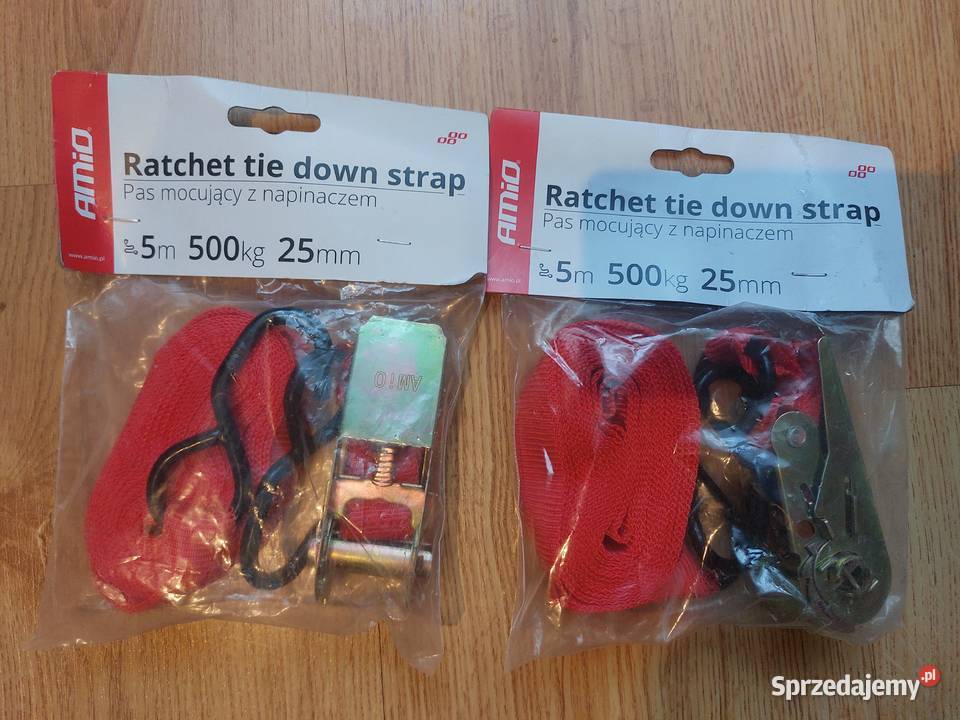 AMiO
Ratchet tie down strap
Pas mocujący z napinaczem
5m 500kg 25mm
www.amio.pl
AMiO
AMiO
Ratchet tie down strap
Pas mocujący z napinaczem
5m 500kg 25mm
www.amio.pl
Sprzedajemy.pl